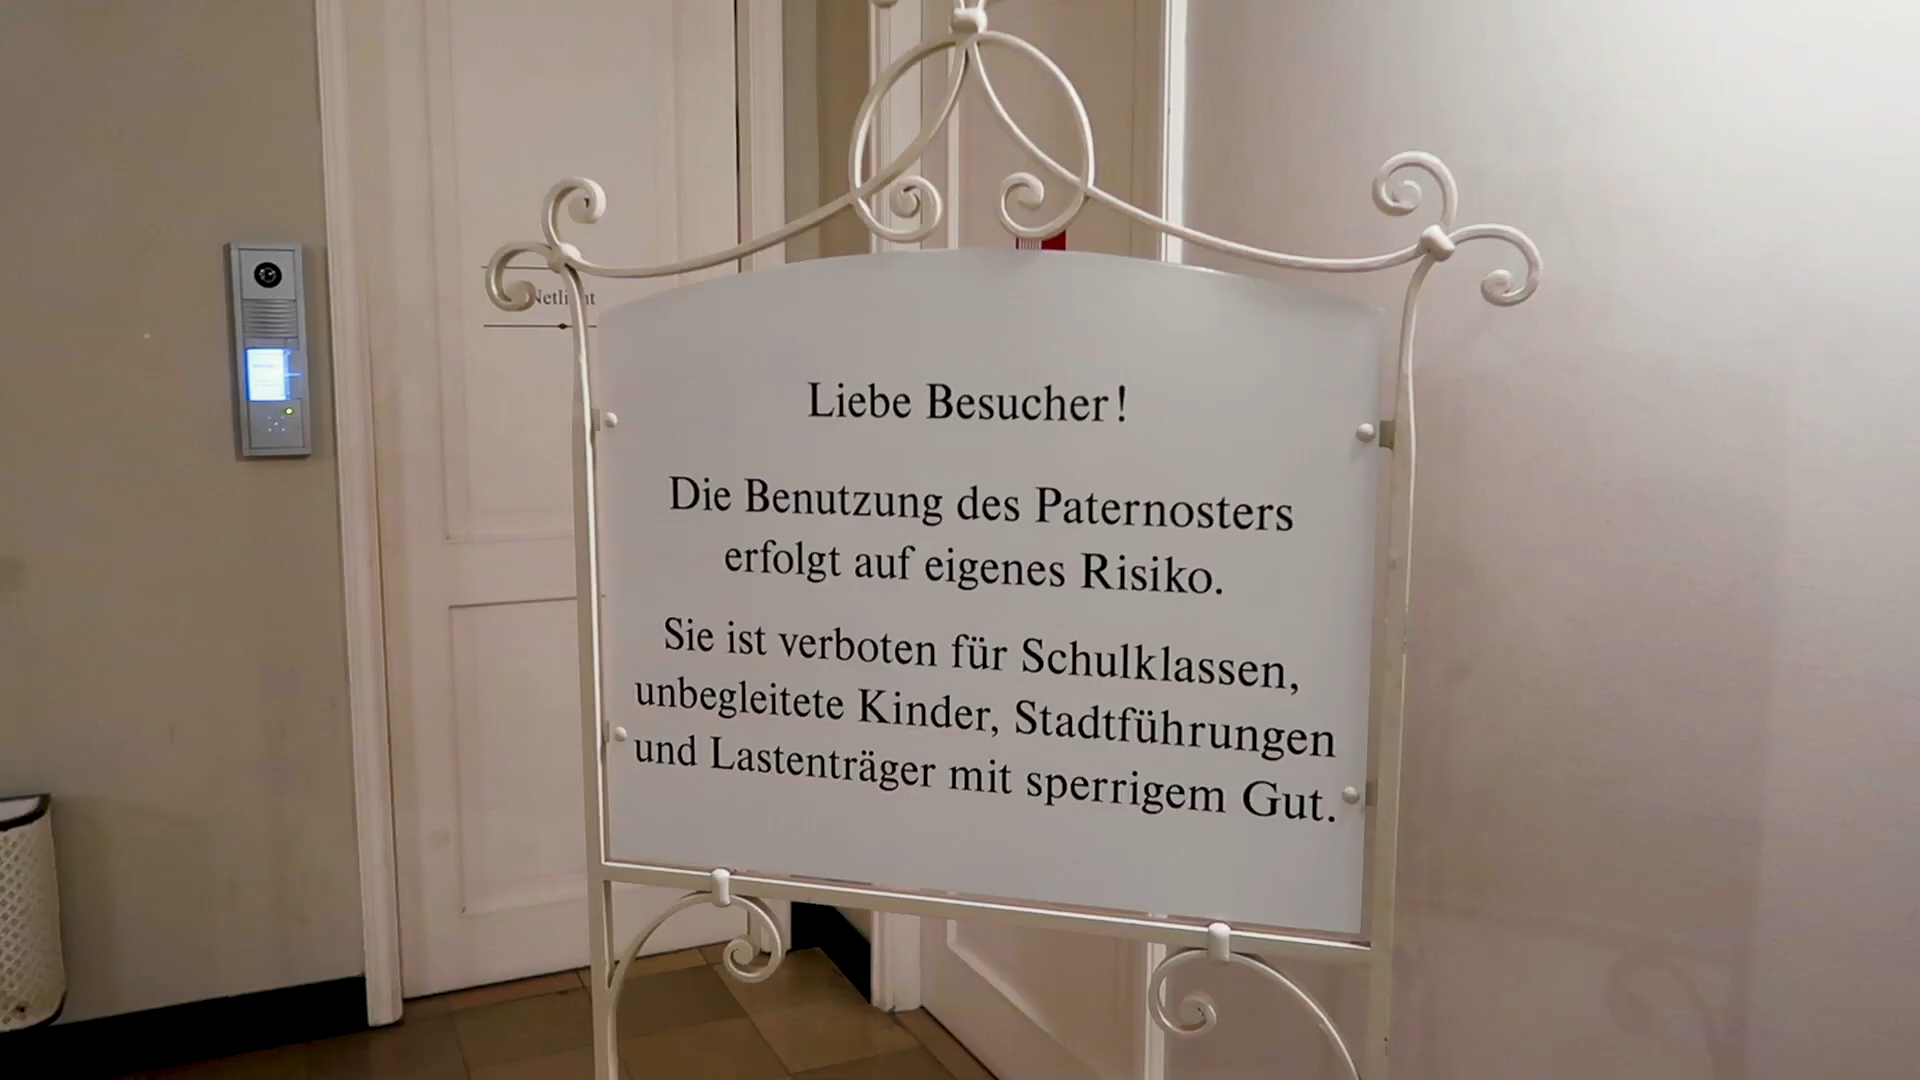 Liebe Besucher!
Die Benutzung des Paternosters
erfolgt auf eigenes Risiko.
Sie ist verboten für Schulklassen,
unbegleitete Kinder, Stadtführungen
und Lastenträger mit sperrigem Gut.